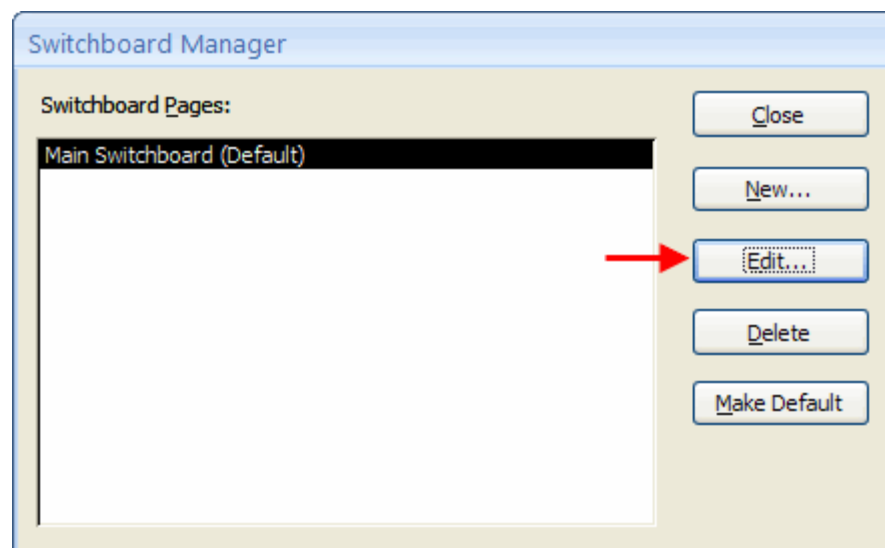 Switchboard Manager
Switchboard Pages:
Main Switchboard (Default)
Close
New...
Edit...
Delete
Make Default